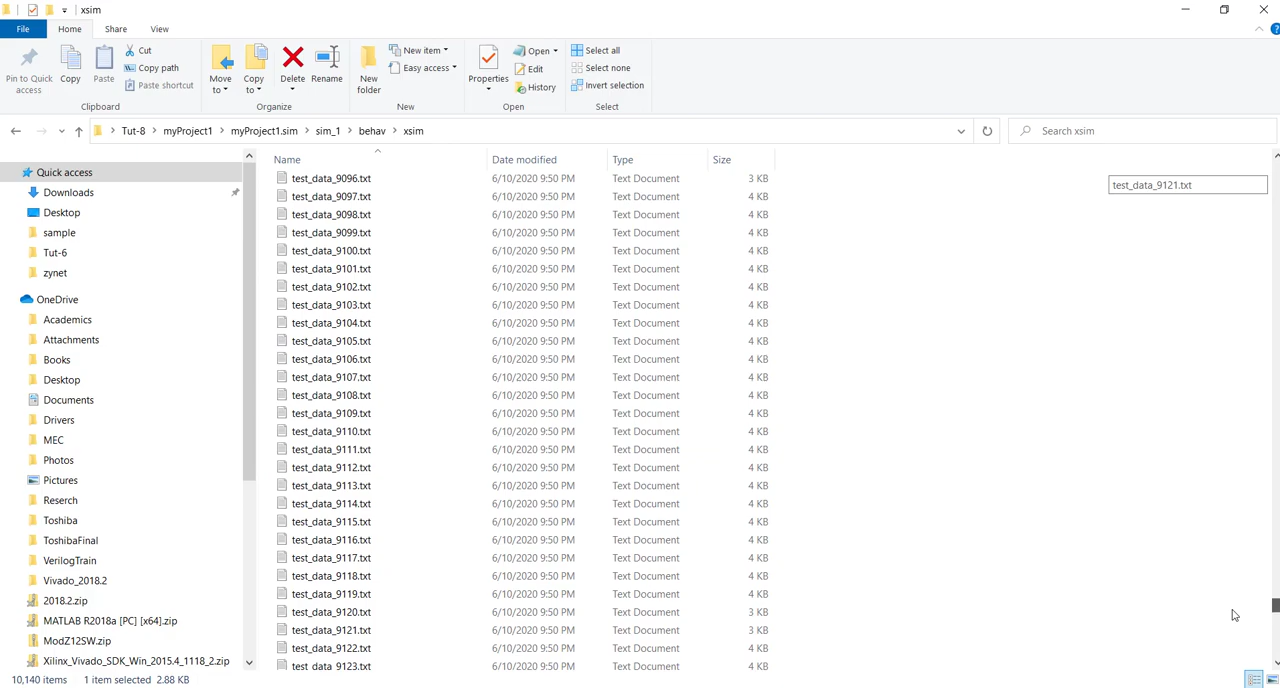 xsim
File Home Share View
Pin to Quick access
Copy
Paste
Cut
Copy path
Paste shortcut
Clipboard
Move to
Copy to
Delete
Rename
Organize
New folder
New item
Easy access
New
Properties
Open
Edit
History
Open
Select all
Select none
Invert selection
Select
Tut-8 > myProject1 > myProject1.sim > sim_1 > behav > xsim
Search xsim
Quick access
Downloads
Desktop
sample
Tut-6
zynet
OneDrive
Academics
Attachments
Books
Desktop
Documents
Drivers
MEC
Photos
Pictures
Reserch
Toshiba
ToshibaFinal
VerilogTrain
Vivado_2018.2
2018.2.zip
MATLAB R2018a [PC] [x64].zip
ModZ12SW.zip
Xilinx_Vivado_SDK_Win_2015.4_1118_2.zip
Name Date modified Type Size
test_data_9096.txt 6/10/2020 9:50 PM Text Document 3 KB
test_data_9097.txt 6/10/2020 9:50 PM Text Document 4 KB
test_data_9098.txt 6/10/2020 9:50 PM Text Document 4 KB
test_data_9099.txt 6/10/2020 9:50 PM Text Document 4 KB
test_data_9100.txt 6/10/2020 9:50 PM Text Document 4 KB
test_data_9101.txt 6/10/2020 9:50 PM Text Document 4 KB
test_data_9102.txt 6/10/2020 9:50 PM Text Document 4 KB
test_data_9103.txt 6/10/2020 9:50 PM Text Document 4 KB
test_data_9104.txt 6/10/2020 9:50 PM Text Document 4 KB
test_data_9105.txt 6/10/2020 9:50 PM Text Document 4 KB
test_data_9106.txt 6/10/2020 9:50 PM Text Document 4 KB
test_data_9107.txt 6/10/2020 9:50 PM Text Document 4 KB
test_data_9108.txt 6/10/2020 9:50 PM Text Document 4 KB
test_data_9109.txt 6/10/2020 9:50 PM Text Document 4 KB
test_data_9110.txt 6/10/2020 9:50 PM Text Document 4 KB
test_data_9111.txt 6/10/2020 9:50 PM Text Document 4 KB
test_data_9112.txt 6/10/2020 9:50 PM Text Document 4 KB
test_data_9113.txt 6/10/2020 9:50 PM Text Document 4 KB
test_data_9114.txt 6/10/2020 9:50 PM Text Document 4 KB
test_data_9115.txt 6/10/2020 9:50 PM Text Document 4 KB
test_data_9116.txt 6/10/2020 9:50 PM Text Document 4 KB
test_data_9117.txt 6/10/2020 9:50 PM Text Document 4 KB
test_data_9118.txt 6/10/2020 9:50 PM Text Document 4 KB
test_data_9119.txt 6/10/2020 9:50 PM Text Document 4 KB
test_data_9120.txt 6/10/2020 9:50 PM Text Document 3 KB
test_data_9121.txt 6/10/2020 9:50 PM Text Document 3 KB
test_data_9122.txt 6/10/2020 9:50 PM Text Document 4 KB
test_data_9123.txt 6/10/2020 9:50 PM Text Document 4 KB
test_data_9121.txt
10,140 items 1 item selected 2.88 KB